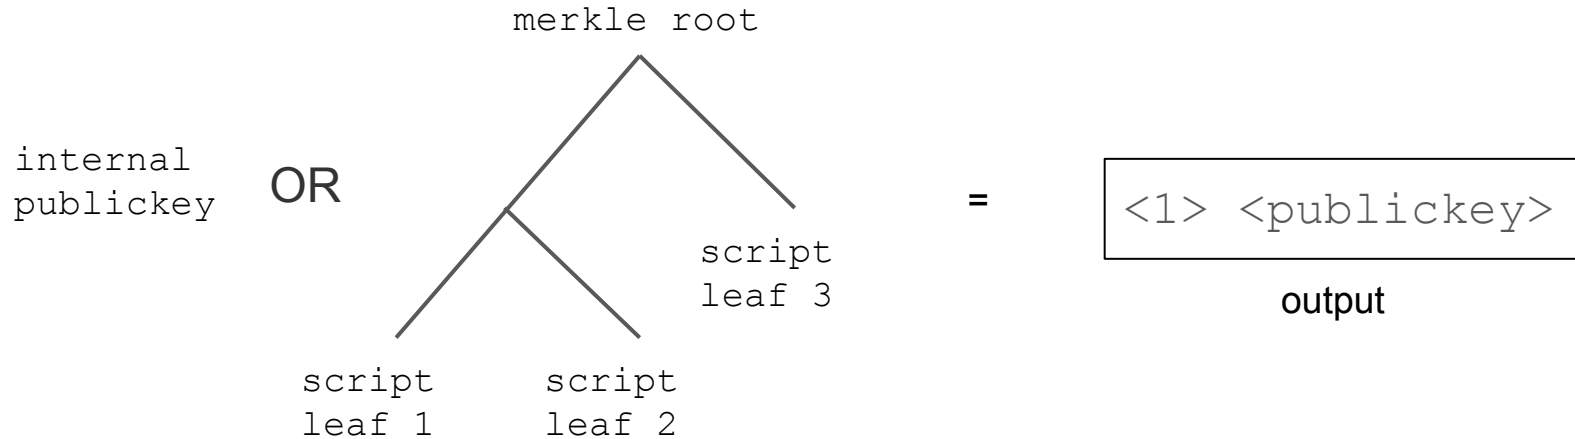 merkle root
internal
publickey
OR
script
leaf 3
script
leaf 1
script
leaf 2
=
<1> <publickey>
output